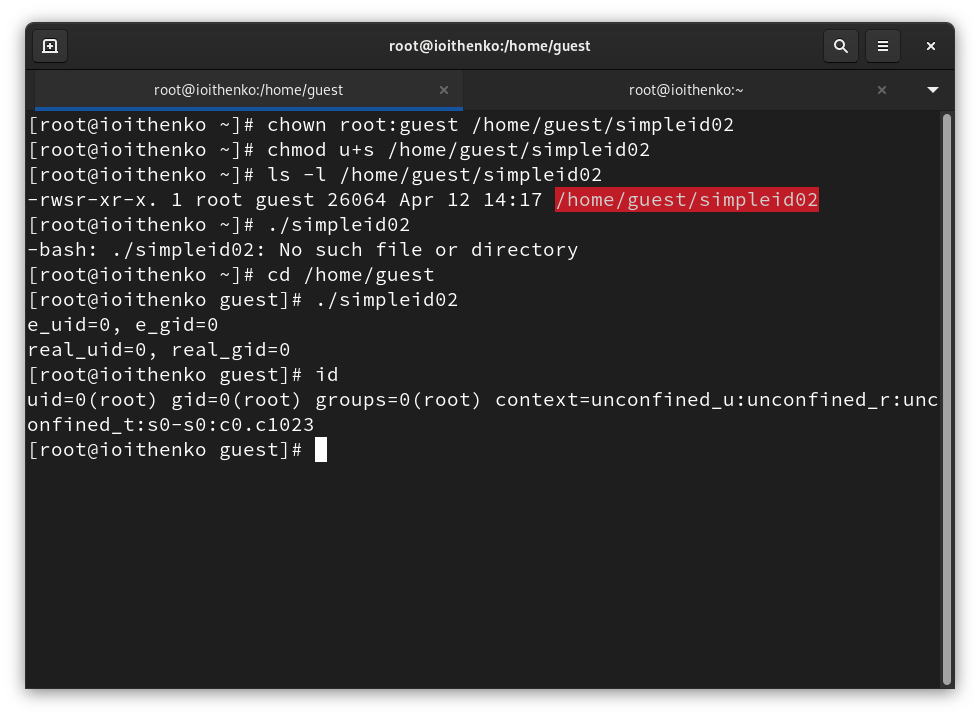 root@ioithenko:/home/guest
root@ioithenko:/home/guest
root@ioithenko:~
[root@ioithenko ~]# chown root:guest /home/guest/simpleid02
[root@ioithenko ~]# chmod u+s /home/guest/simpleid02
[root@ioithenko ~]# ls -l /home/guest/simpleid02
-rwsr-xr-x. 1 root guest 26064 Apr 12 14:17 /home/guest/simpleid02
[root@ioithenko ~]# ./simpleid02
-bash: ./simpleid02: No such file or directory
[root@ioithenko ~]# cd /home/guest
[root@ioithenko guest]# ./simpleid02
e_uid=0, e_gid=0
real_uid=0, real_gid=0
[root@ioithenko guest]# id
uid=0(root) gid=0(root) groups=0(root) context=unconfined_u:unconfined_r:unc
onfined_t:s0-s0:c0.c1023
[root@ioithenko guest]#